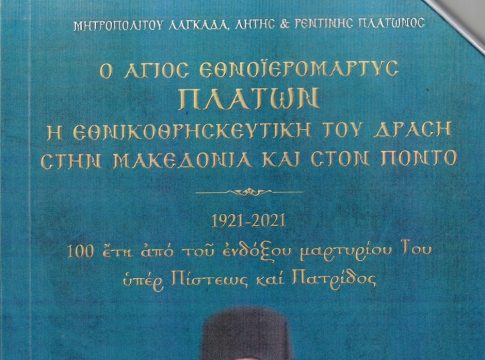 ΜΗΤΡΟΠΟΛΙΤΟΥ ΛΑΓΚΑΔΑ, ΛΗΤΗΣ & ΡΕΝΤΙΝΗΣ ΠΛΑΤΩΝΟΣ
Ο ΑΓΙΟΣ ΕΘΝΟΪΕΡΟΜΑΡΤΥΣ
ΠΛΑΤΩΝ
Η ΕΘΝΙΚΟΘΡΗΣΚΕΥΤΙΚΗ ΤΟΥ ΔΡΑΣΗ
ΣΤΗΝ ΜΑΚΕΔΟΝΙΑ ΚΑΙ ΣΤΟΝ ΠΟΝΤΟ
1921-2021
100 ἔτη ἀπό τοῦ ἐνδόξου μαρτυρίου Του
ὑπέρ Πίστεως καί Πατρίδος